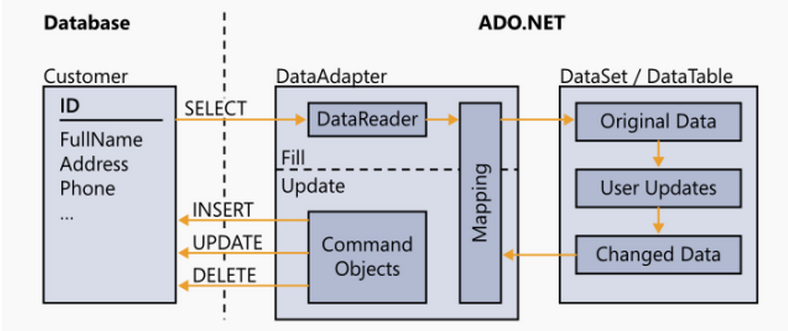 Database
ADO.NET
Customer
DataAdapter
DataSet / DataTable
ID
FullName
Address
Phone
...
SELECT
INSERT
UPDATE
DELETE
DataReader
Fill
Update
Command
Objects
Mapping
Original Data
User Updates
Changed Data